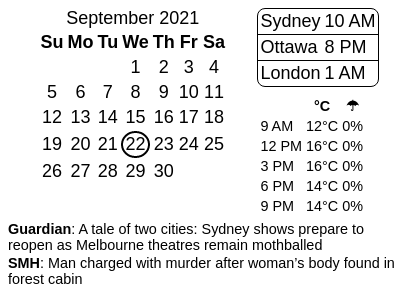 September 2021
Su Mo Tu We Th Fr Sa
1 2 3 4
5 6 7 8 9 10 11
12 13 14 15 16 17 18
19 20 21 22 23 24 25
26 27 28 29 30
Sydney 10 AM
Ottawa 8 PM
London 1 AM
°C ☂
9 AM 12°C 0%
12 PM 16°C 0%
3 PM 16°C 0%
6 PM 14°C 0%
9 PM 14°C 0%
Guardian: A tale of two cities: Sydney shows prepare to
reopen as Melbourne theatres remain mothballed
SMH: Man charged with murder after woman's body found in
forest cabin